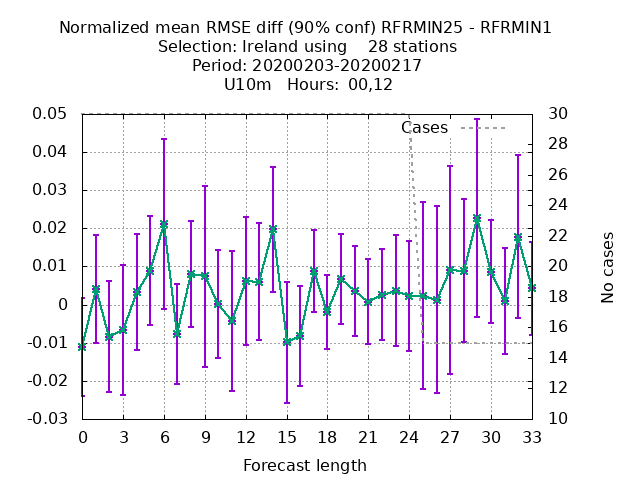 Normalized mean RMSE diff (90% conf) RFRMIN25 - RFRMIN1
Selection: Ireland using    28 stations
Period: 20200203-20200217
U10m   Hours:  00,12
Cases
0.05
0.04
0.03
0.02
0.01
0
-0.01
-0.02
-0.03
30
28
26
24
22
20
18
16
14
12
10
No cases
0 3 6 9 12 15 18 21 24 27 30 33
Forecast length